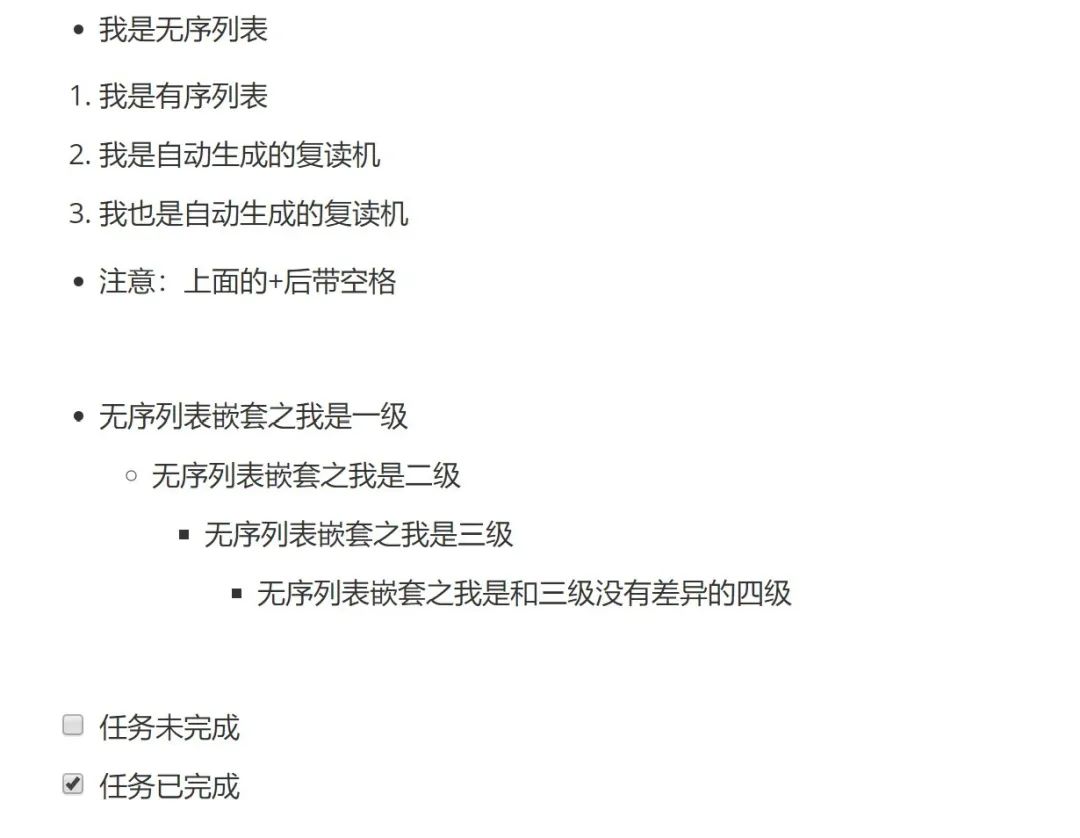 • 我是无序列表
1. 我是有序列表
2. 我是自动生成的复读机
3. 我也是自动生成的复读机
• 注意：上面的+后带空格
• 无序列表嵌套之我是一级
○ 无序列表嵌套之我是二级
▪ 无序列表嵌套之我是三级
▪ 无序列表嵌套之我是和三级没有差异的四级
☐ 任务未完成
☑ 任务已完成